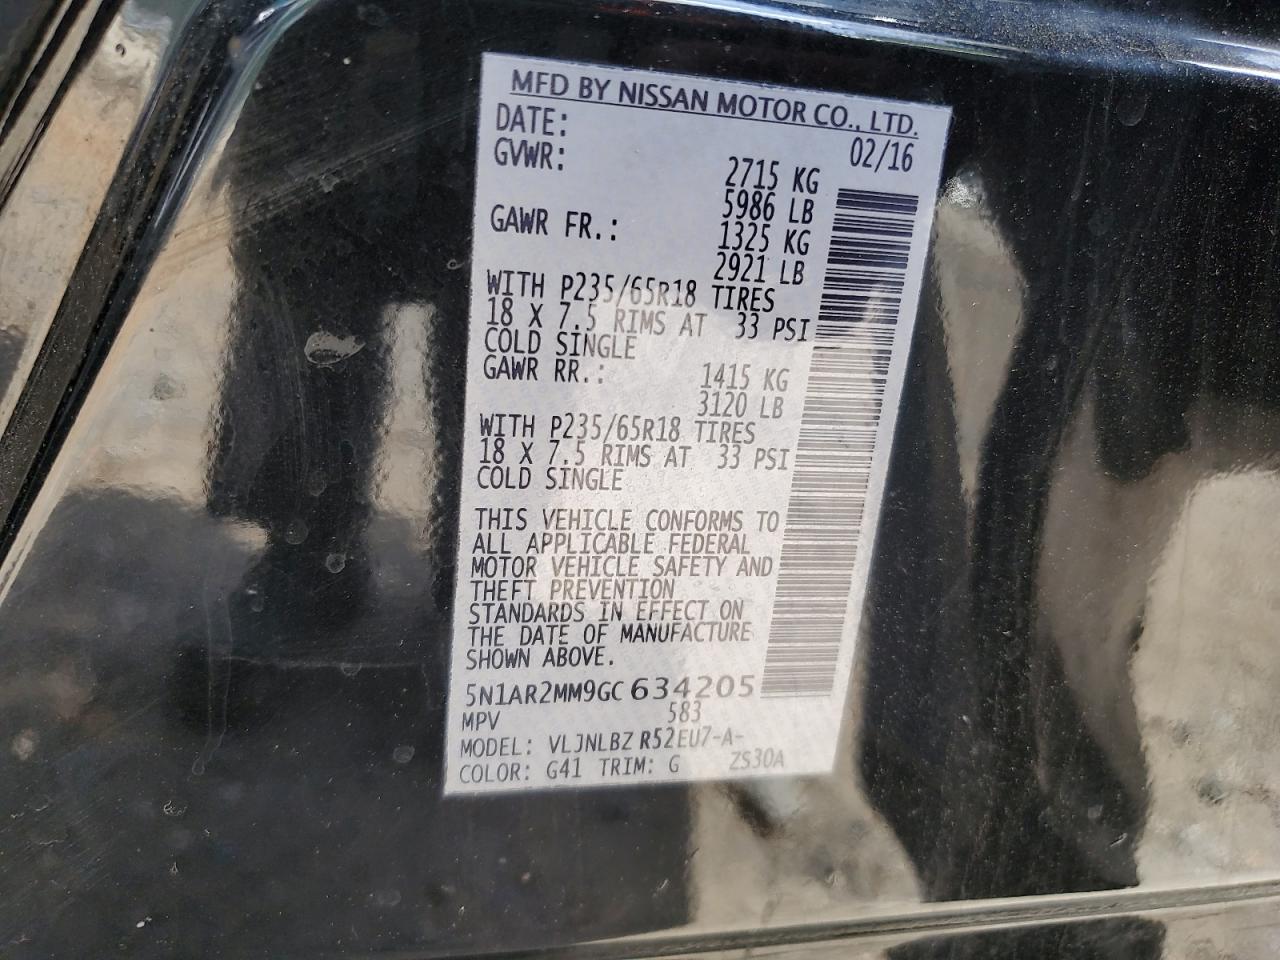 MFD BY NISSAN MOTOR CO., LTD.
DATE: 02/16
GVWR: 2715 KG
5986 LB
GAWR FR.: 1325 KG
2921 LB
WITH P235/65R18 TIRES
18 X 7.5 RIMS AT 33 PSI
COLD SINGLE
GAWR RR.: 1415 KG
3120 LB
WITH P235/65R18 TIRES
18 X 7.5 RIMS AT 33 PSI
COLD SINGLE
THIS VEHICLE CONFORMS TO
ALL APPLICABLE FEDERAL
MOTOR VEHICLE SAFETY AND
THEFT PREVENTION
STANDARDS IN EFFECT ON
THE DATE OF MANUFACTURE
SHOWN ABOVE.
5N1AR2MM9GC 634205
MPV 583
MODEL: VLJNLBZ R52EU7-A-
COLOR: G41 TRIM: G ZS30A